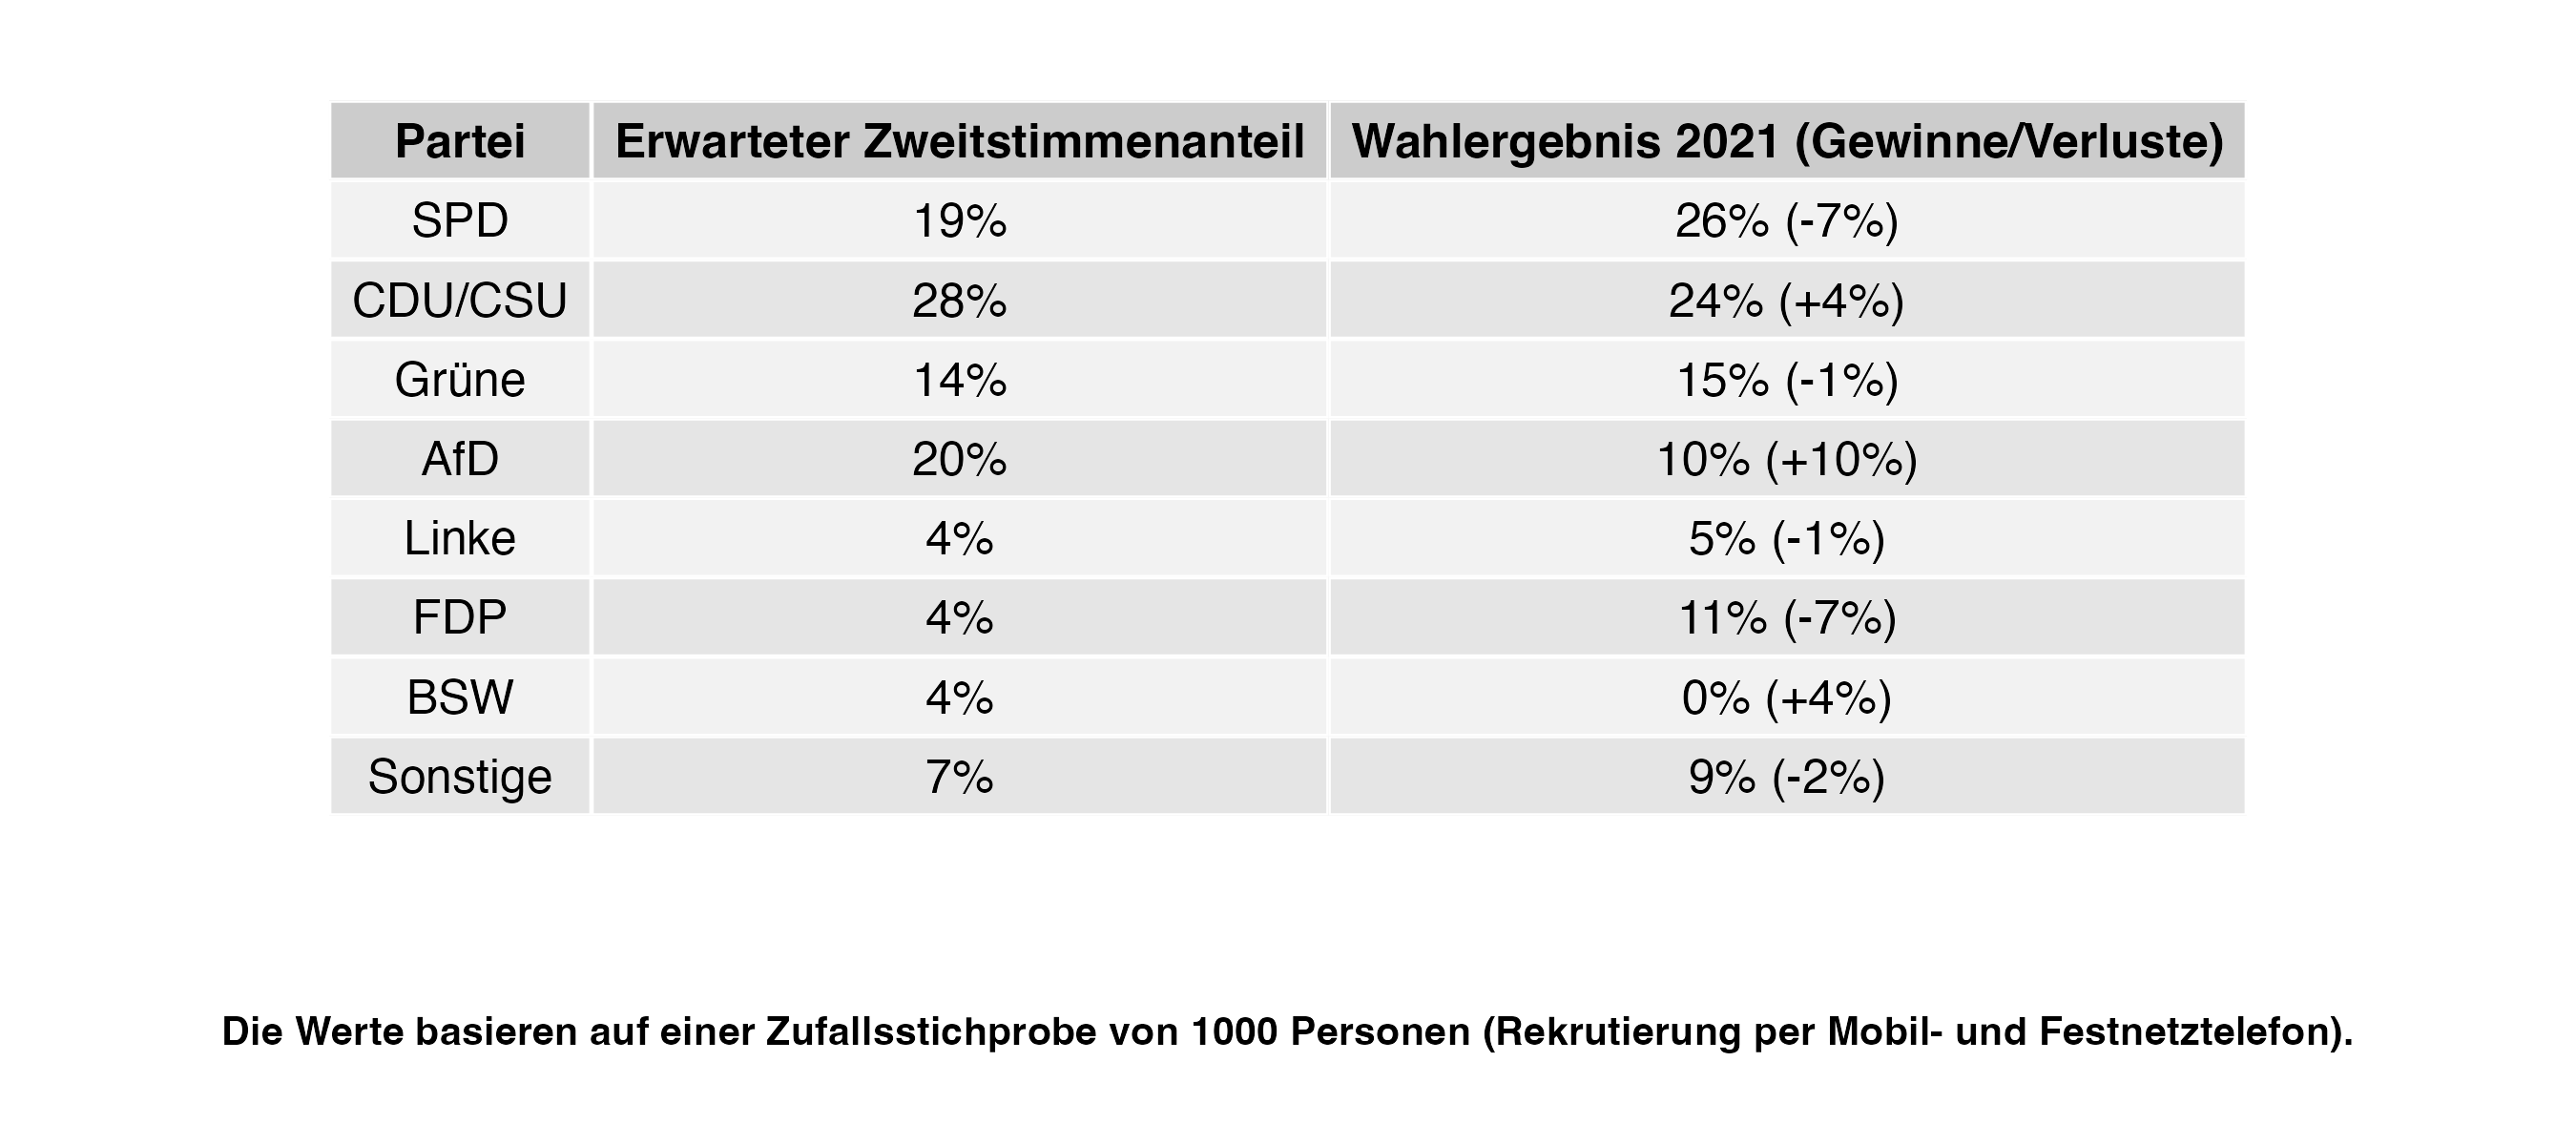 Partei Erwarteter Zweitstimmenanteil Wahlergebnis 2021 (Gewinne/Verluste)
SPD 19% 26% (-7%)
CDU/CSU 28% 24% (+4%)
Grüne 14% 15% (-1%)
AfD 20% 10% (+10%)
Linke 4% 5% (-1%)
FDP 4% 11% (-7%)
BSW 4% 0% (+4%)
Sonstige 7% 9% (-2%)
Die Werte basieren auf einer Zufallsstichprobe von 1000 Personen (Rekrutierung per Mobil- und Festnetztelefon).